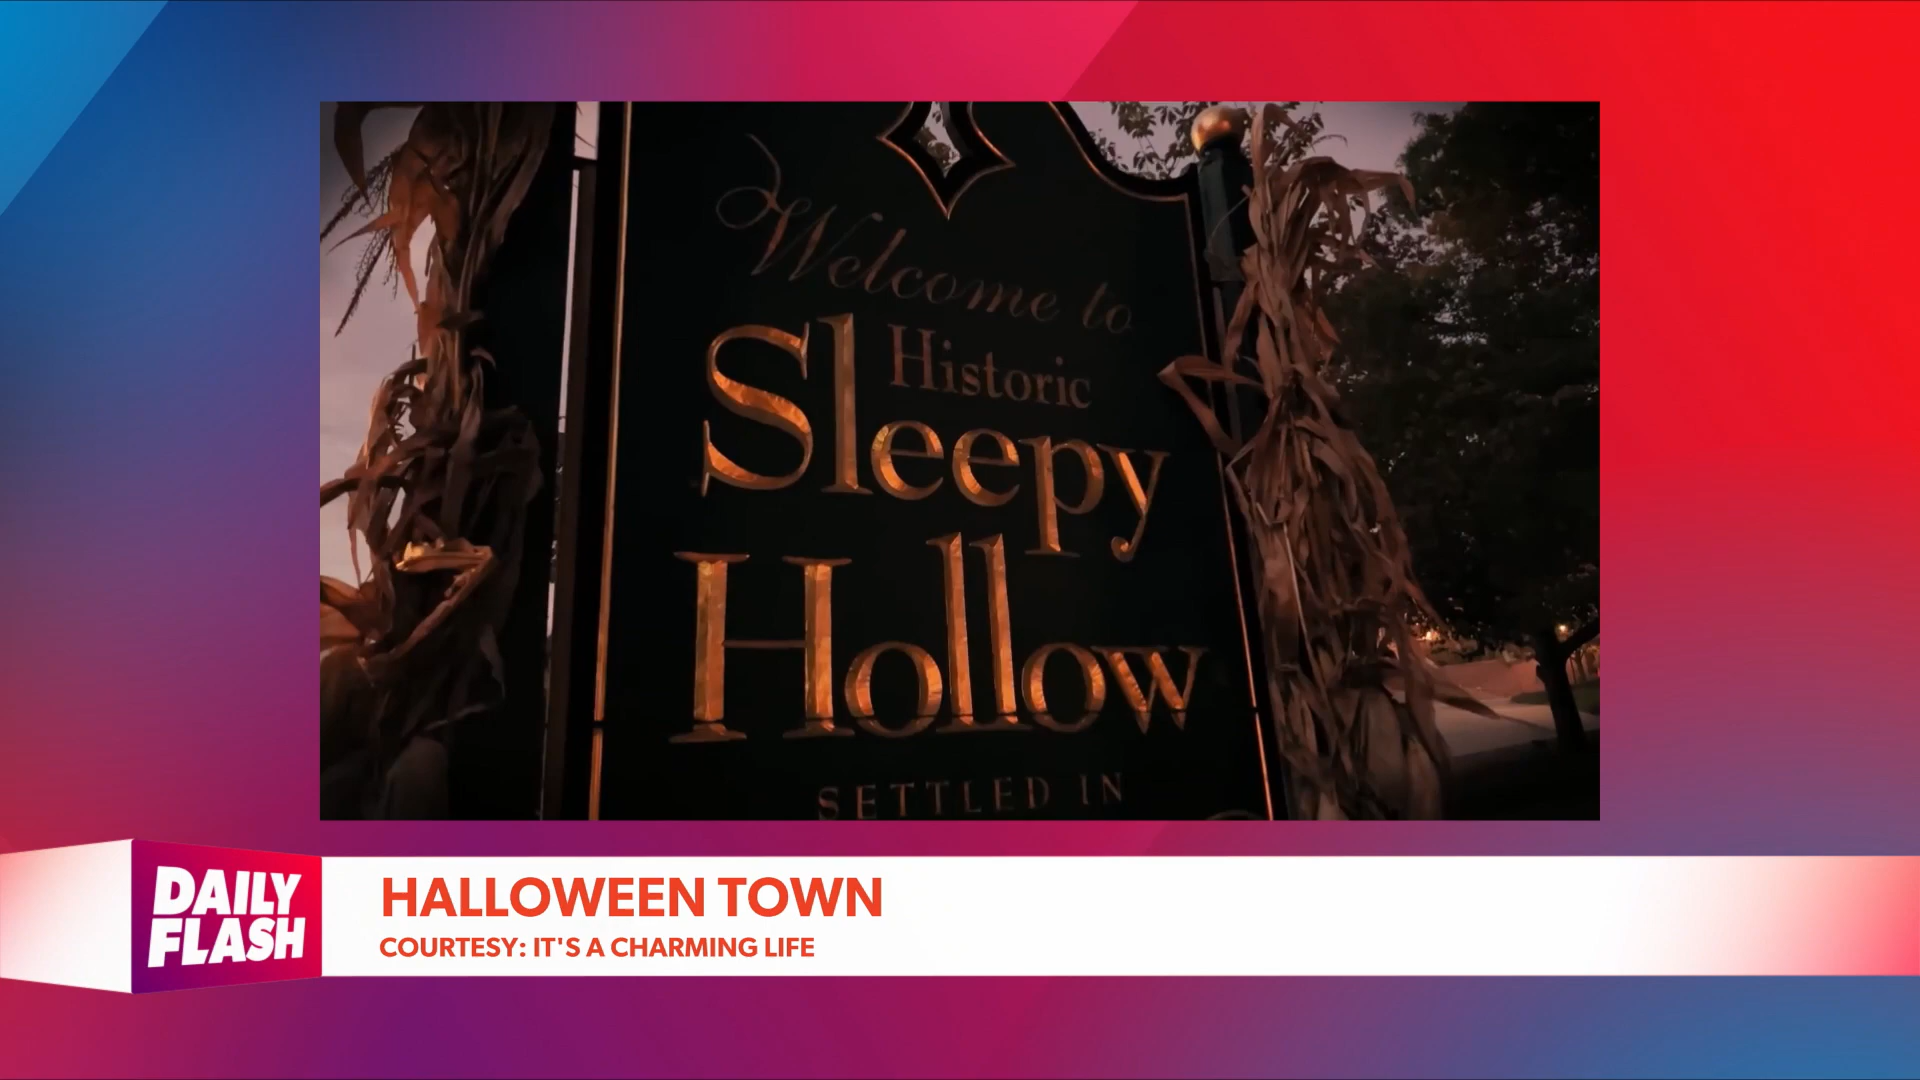 Welcome to
Historic
Sleepy
Hollow
SETTLED IN
DAILY
FLASH
HALLOWEEN TOWN
COURTESY: IT'S A CHARMING LIFE